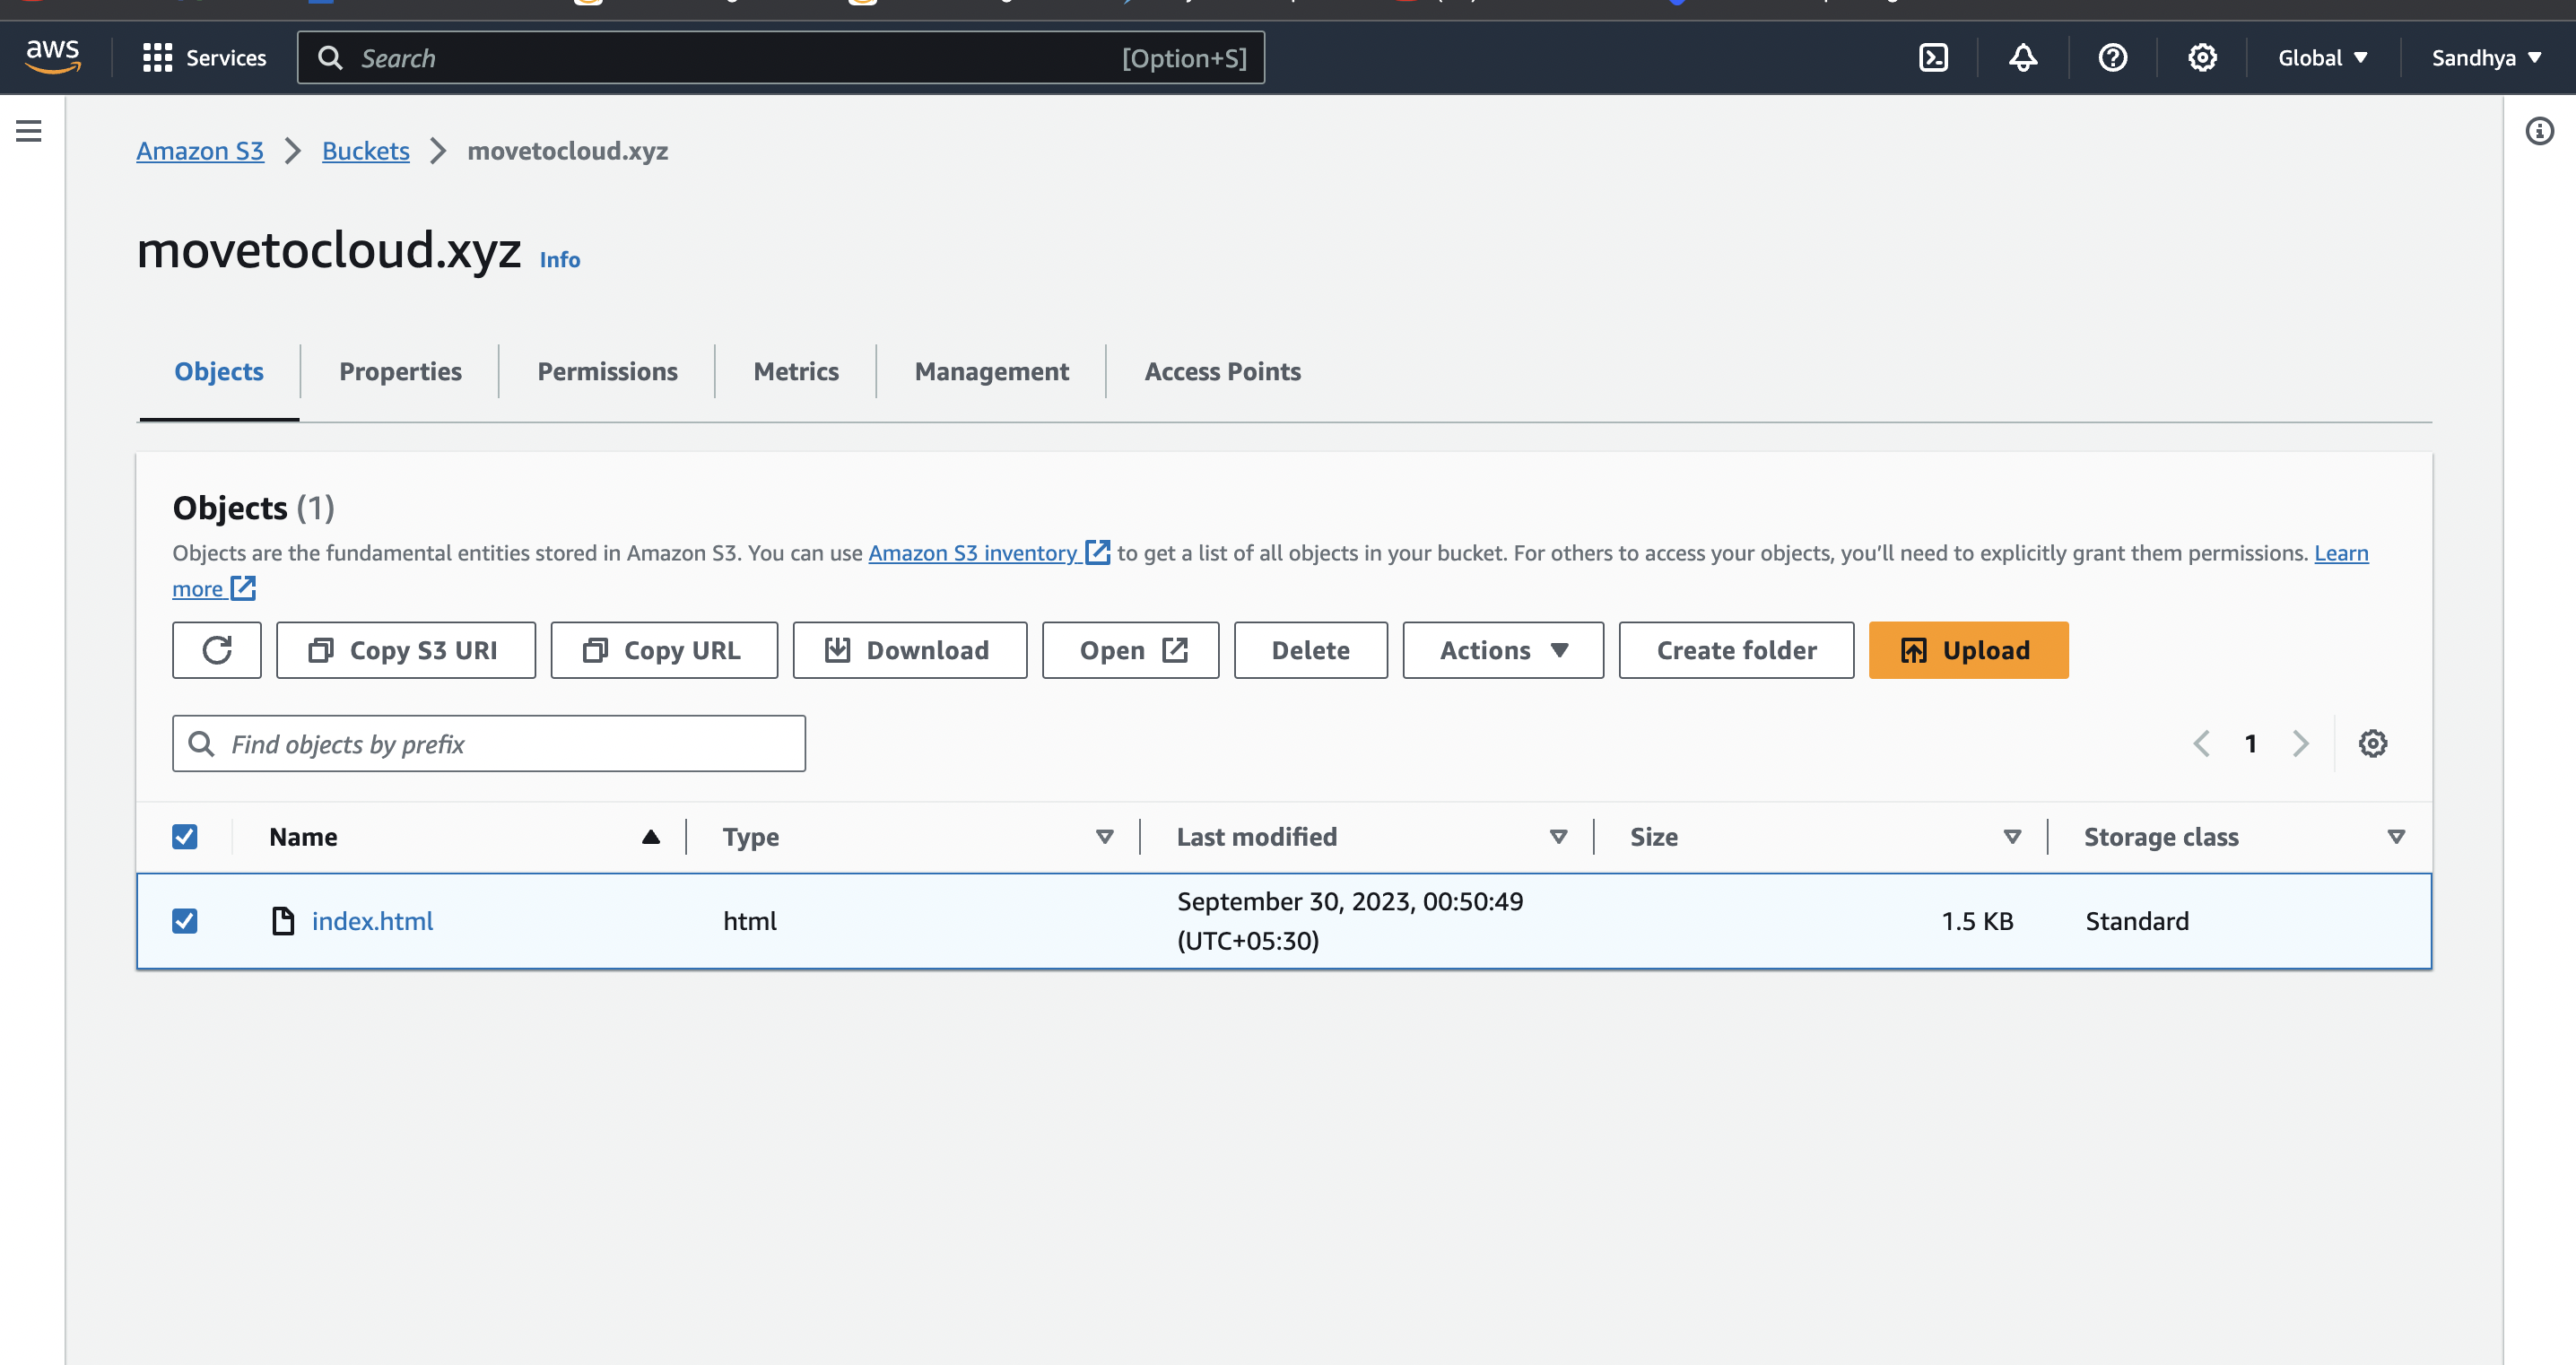 aws Services Search [Option+S] Global Sandhya
Amazon S3 Buckets movetocloud.xyz
movetocloud.xyz Info
Objects Properties Permissions Metrics Management Access Points
Objects (1)
Objects are the fundamental entities stored in Amazon S3. You can use Amazon S3 inventory to get a list of all objects in your bucket. For others to access your objects, you’ll need to explicitly grant them permissions. Learn
more
Copy S3 URI Copy URL Download Open Delete Actions Create folder Upload
Find objects by prefix 1
Name Type Last modified Size Storage class
index.html html September 30, 2023, 00:50:49 1.5 KB Standard
(UTC+05:30)